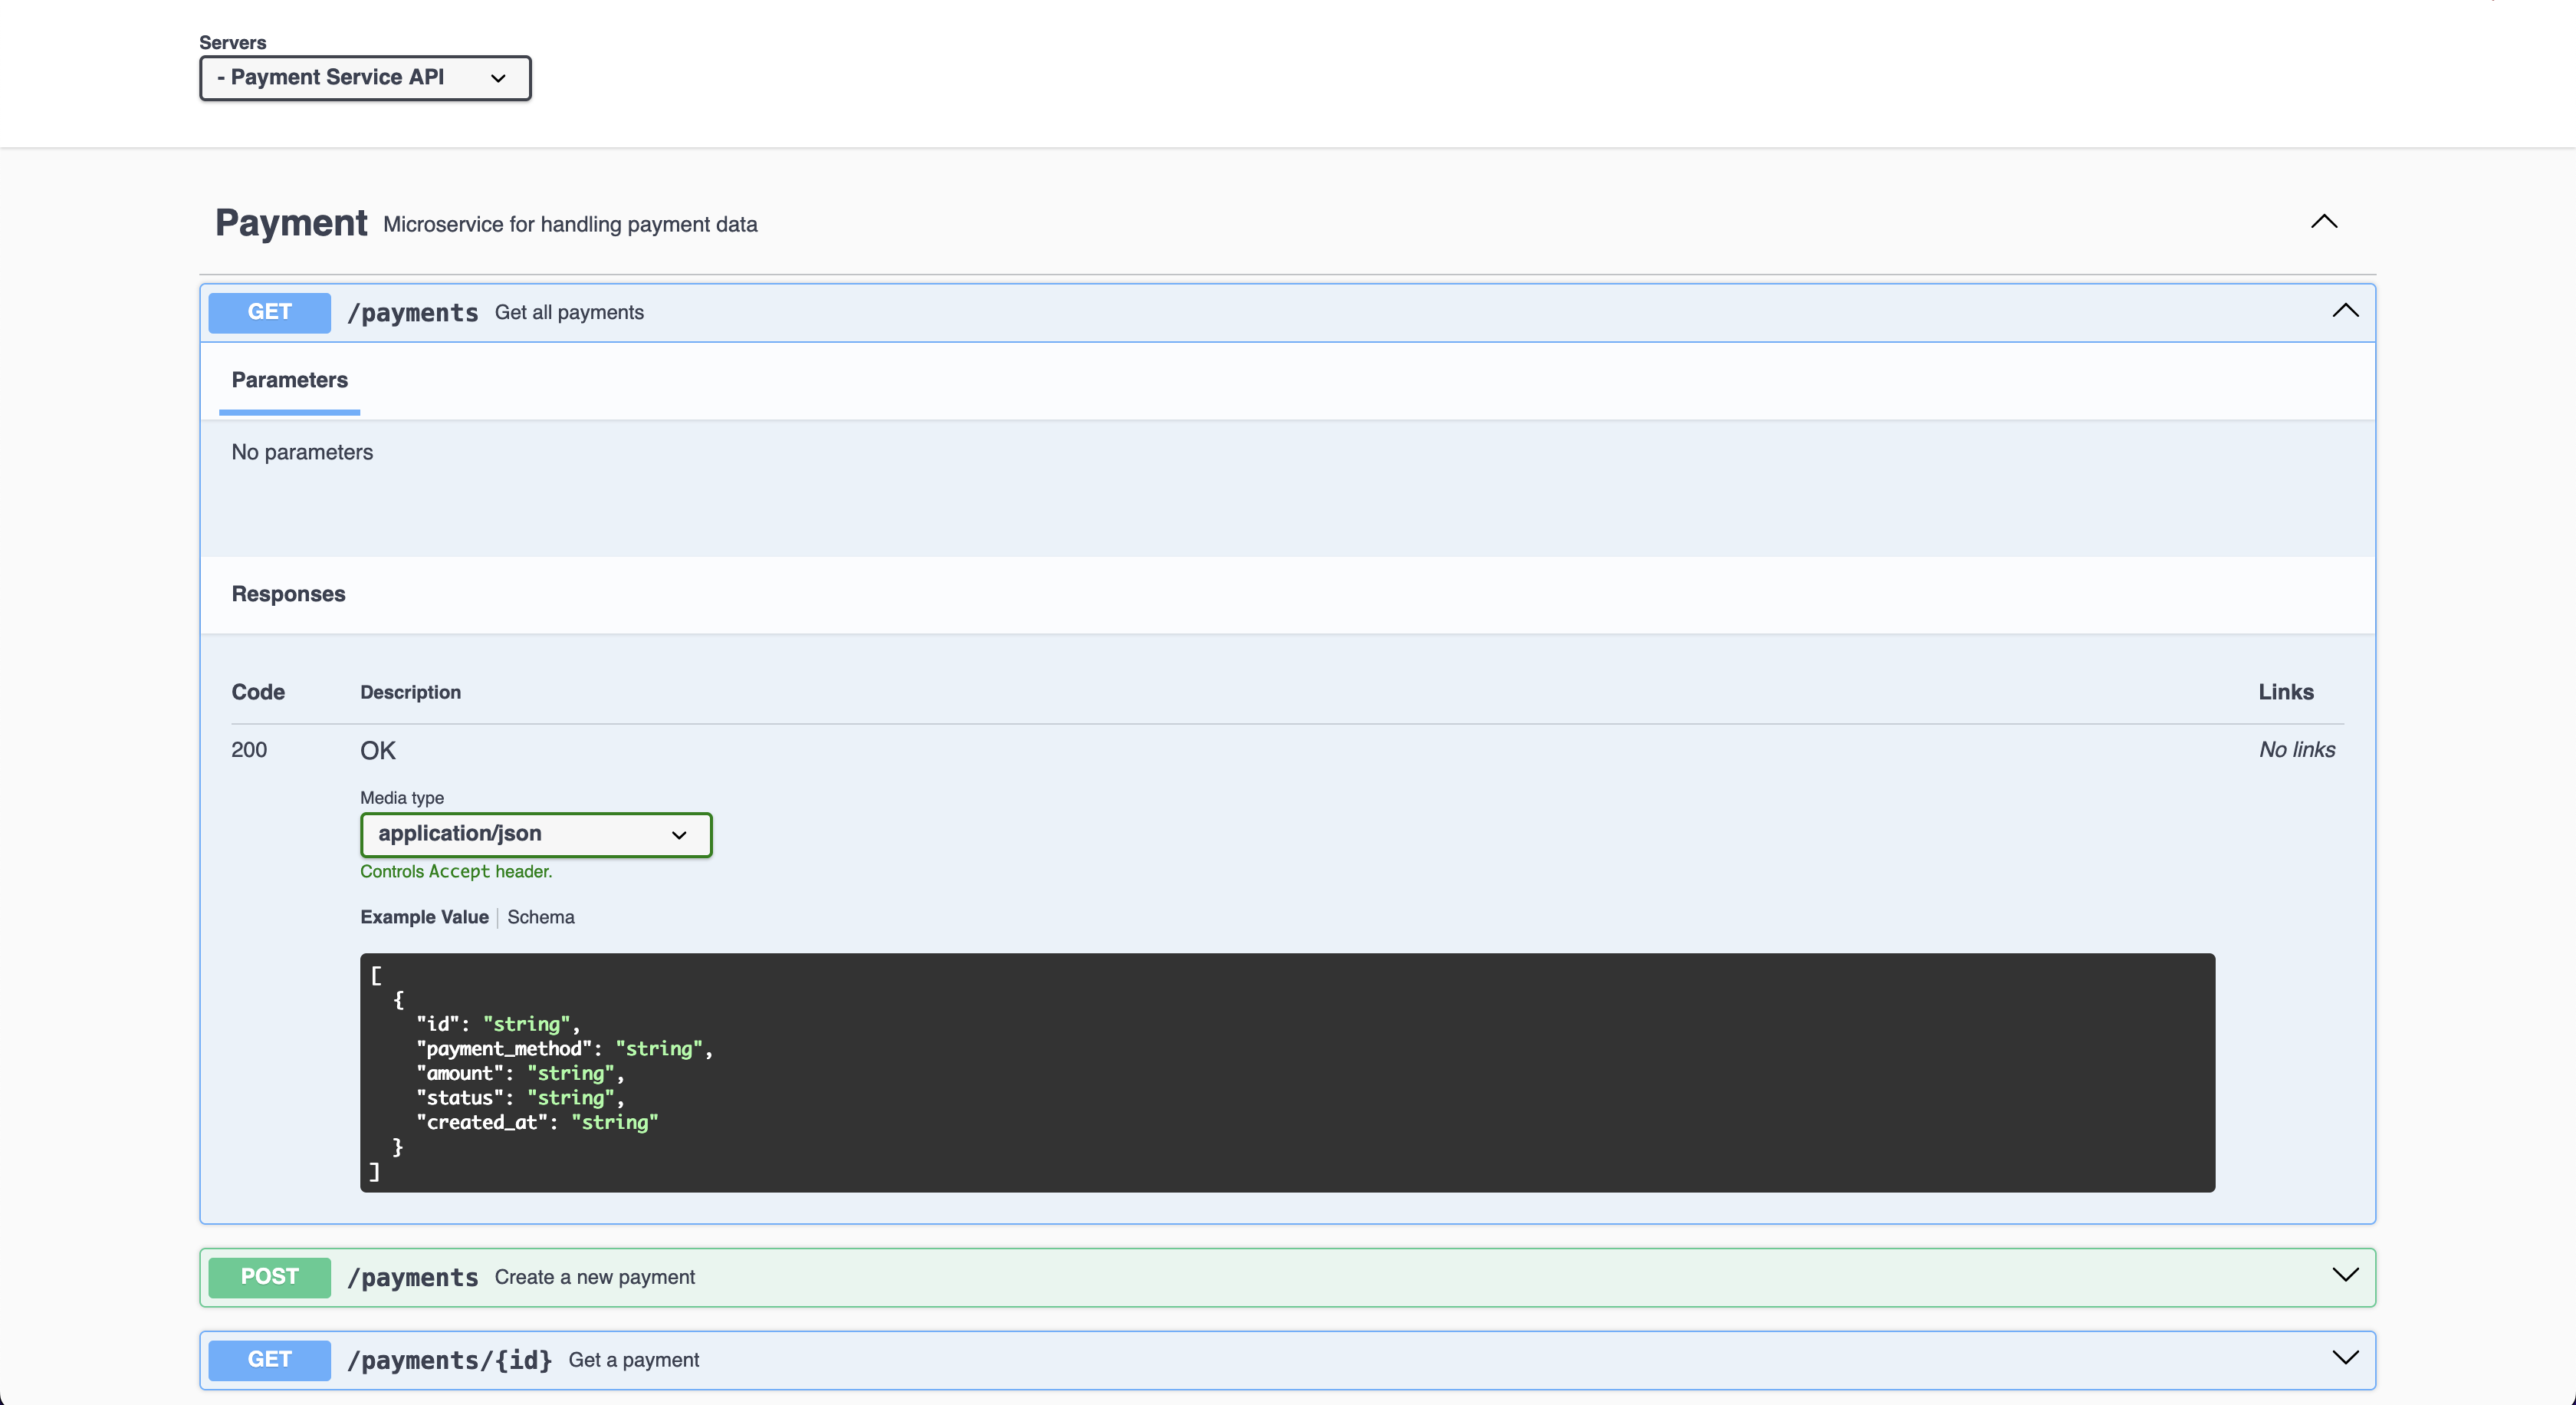 Servers
- Payment Service API
Payment Microservice for handling payment data
GET /payments Get all payments
Parameters
No parameters
Responses
Code Description Links
200 OK No links
Media type
application/json
Controls Accept header.
Example Value Schema
[
  {
    "id": "string",
    "payment_method": "string",
    "amount": "string",
    "status": "string",
    "created_at": "string"
  }
]
POST /payments Create a new payment
GET /payments/{id} Get a payment